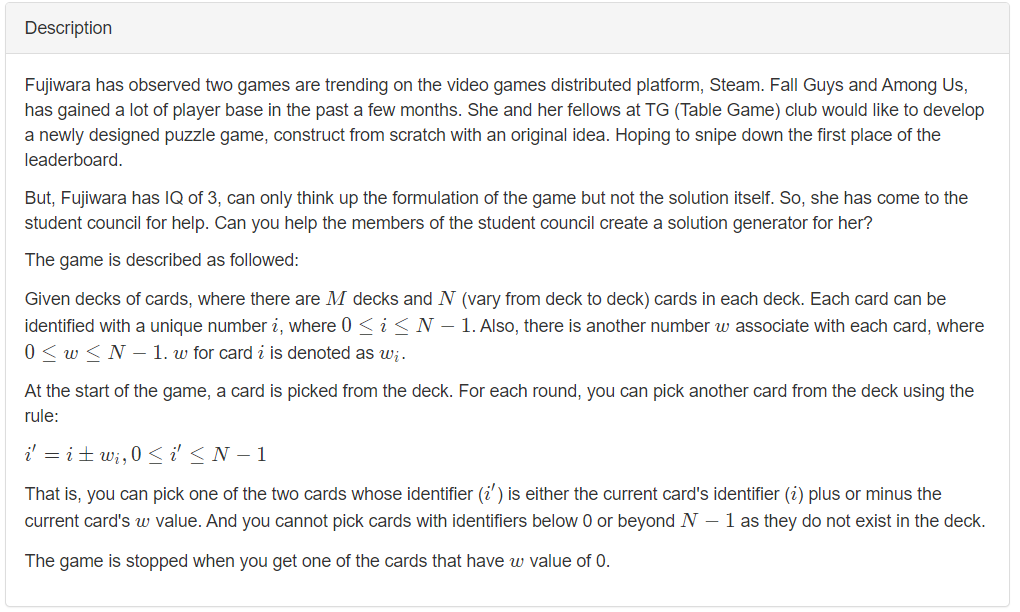 Description
Fujiwara has observed two games are trending on the video games distributed platform, Steam. Fall Guys and Among Us,
has gained a lot of player base in the past a few months. She and her fellows at TG (Table Game) club would like to develop
a newly designed puzzle game, construct from scratch with an original idea. Hoping to snipe down the first place of the
leaderboard.
But, Fujiwara has IQ of 3, can only think up the formulation of the game but not the solution itself. So, she has come to the
student council for help. Can you help the members of the student council create a solution generator for her?
The game is described as followed:
Given decks of cards, where there are M decks and N (vary from deck to deck) cards in each deck. Each card can be
identified with a unique number i, where 0 ≤ i ≤ N − 1. Also, there is another number w associate with each card, where
0 ≤ w ≤ N − 1. w for card i is denoted as wᵢ.
At the start of the game, a card is picked from the deck. For each round, you can pick another card from the deck using the
rule:
i′ = i ± wᵢ, 0 ≤ i′ ≤ N − 1
That is, you can pick one of the two cards whose identifier (i′) is either the current card's identifier (i) plus or minus the
current card's w value. And you cannot pick cards with identifiers below 0 or beyond N − 1 as they do not exist in the deck.
The game is stopped when you get one of the cards that have w value of 0.